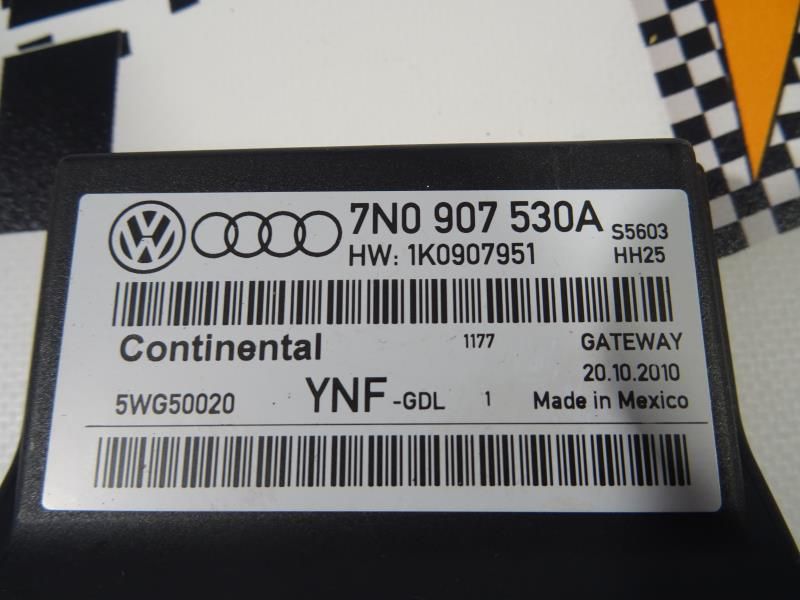 7N0 907 530A S5603
HW: 1K0907951 HH25
Continental 1177 GATEWAY
20.10.2010
5WG50020 YNF -GDL 1 Made in Mexico